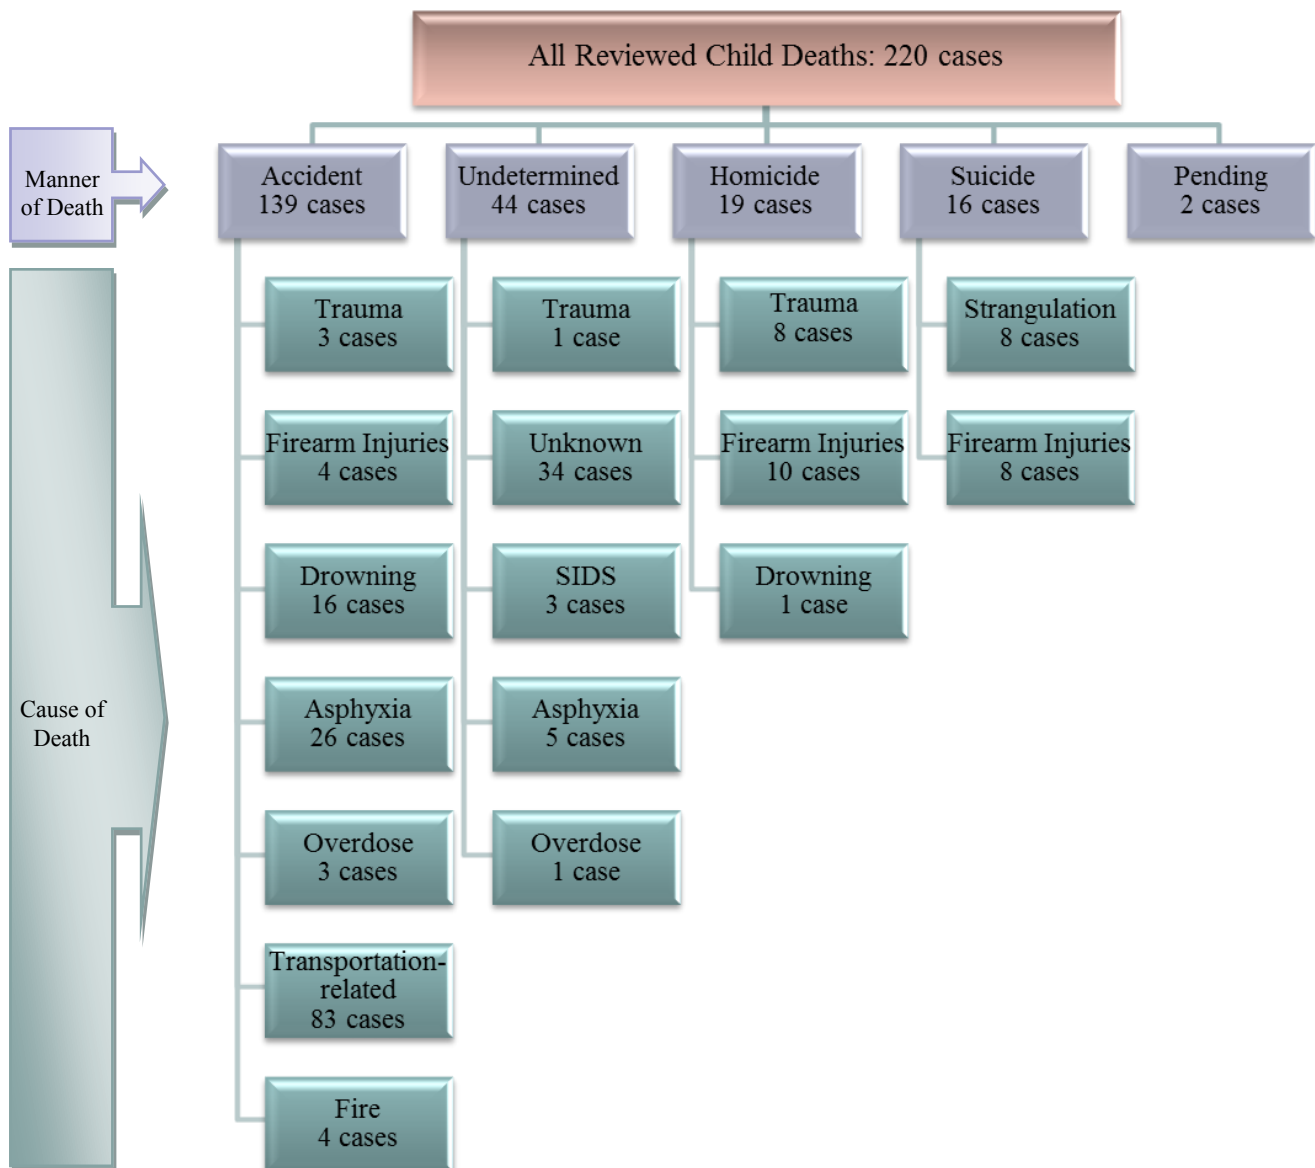 All Reviewed Child Deaths: 220 cases
Manner
of Death
Accident
139 cases
Undetermined
44 cases
Homicide
19 cases
Suicide
16 cases
Pending
2 cases
Cause of
Death
Trauma
3 cases
Firearm Injuries
4 cases
Drowning
16 cases
Asphyxia
26 cases
Overdose
3 cases
Transportation-
related
83 cases
Fire
4 cases
Trauma
1 case
Unknown
34 cases
SIDS
3 cases
Asphyxia
5 cases
Overdose
1 case
Trauma
8 cases
Firearm Injuries
10 cases
Drowning
1 case
Strangulation
8 cases
Firearm Injuries
8 cases